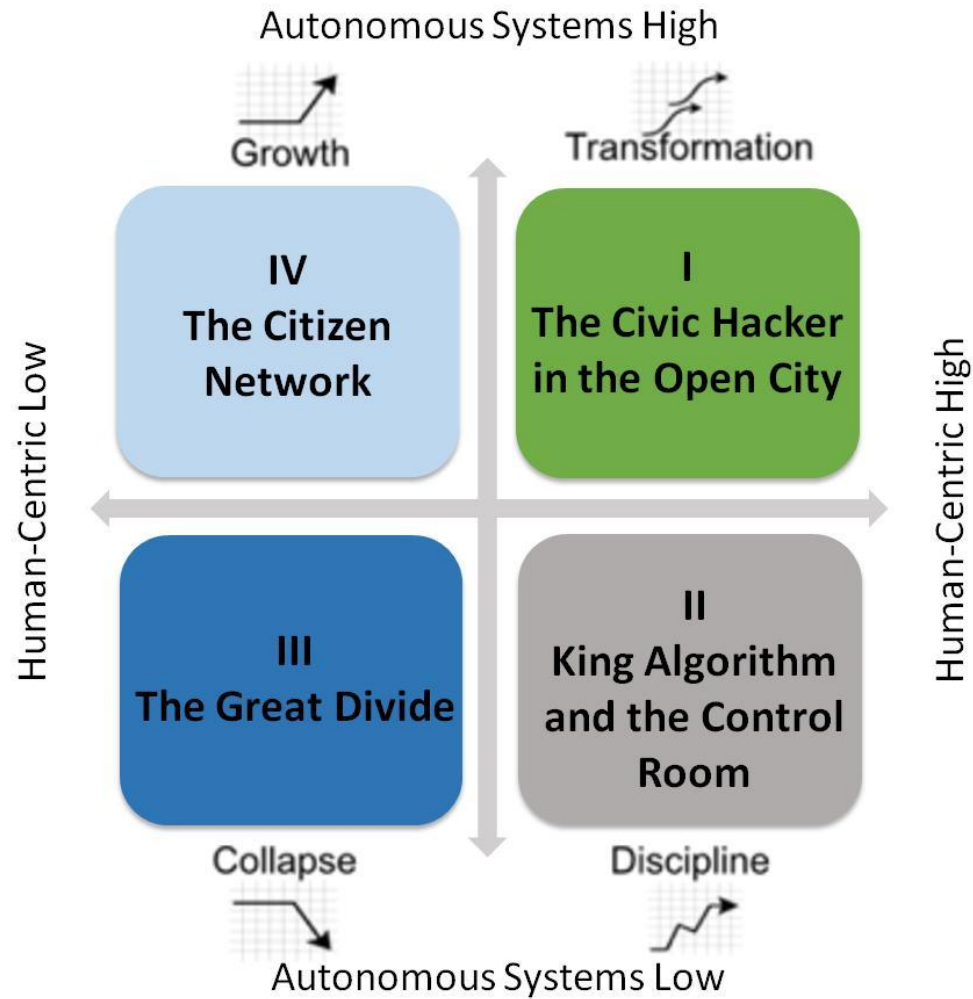 Autonomous Systems High
Growth
Transformation
IV
The Citizen
Network
I
The Civic Hacker
in the Open City
Human-Centric Low
Human-Centric High
III
The Great Divide
II
King Algorithm
and the Control
Room
Collapse
Discipline
Autonomous Systems Low